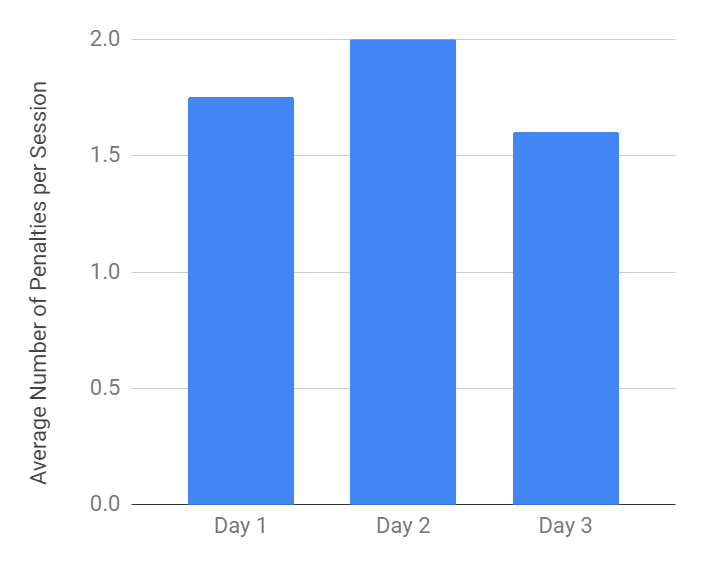 Average Number of Penalties per Session
2.0
1.5
1.0
0.5
0.0
Day 1
Day 2
Day 3